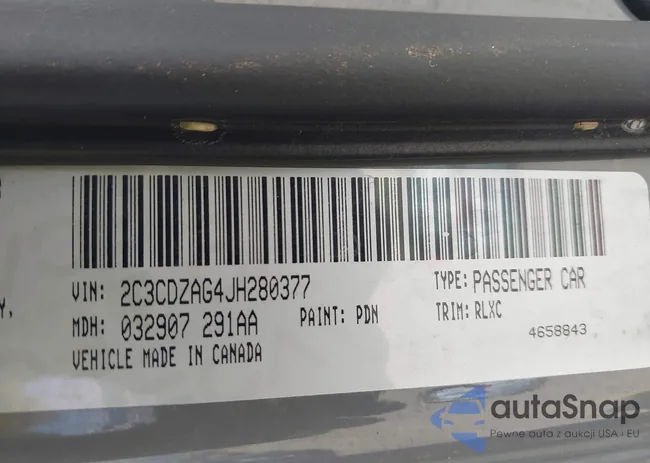 VIN: 2C3CDZAG4JH280377
TYPE: PASSENGER CAR
MDH: 032907 291AA
PAINT: PDN
TRIM: RLXC
VEHICLE MADE IN CANADA
4658843
Y,
autaSnap
Pewne auta z aukcji USA i EU